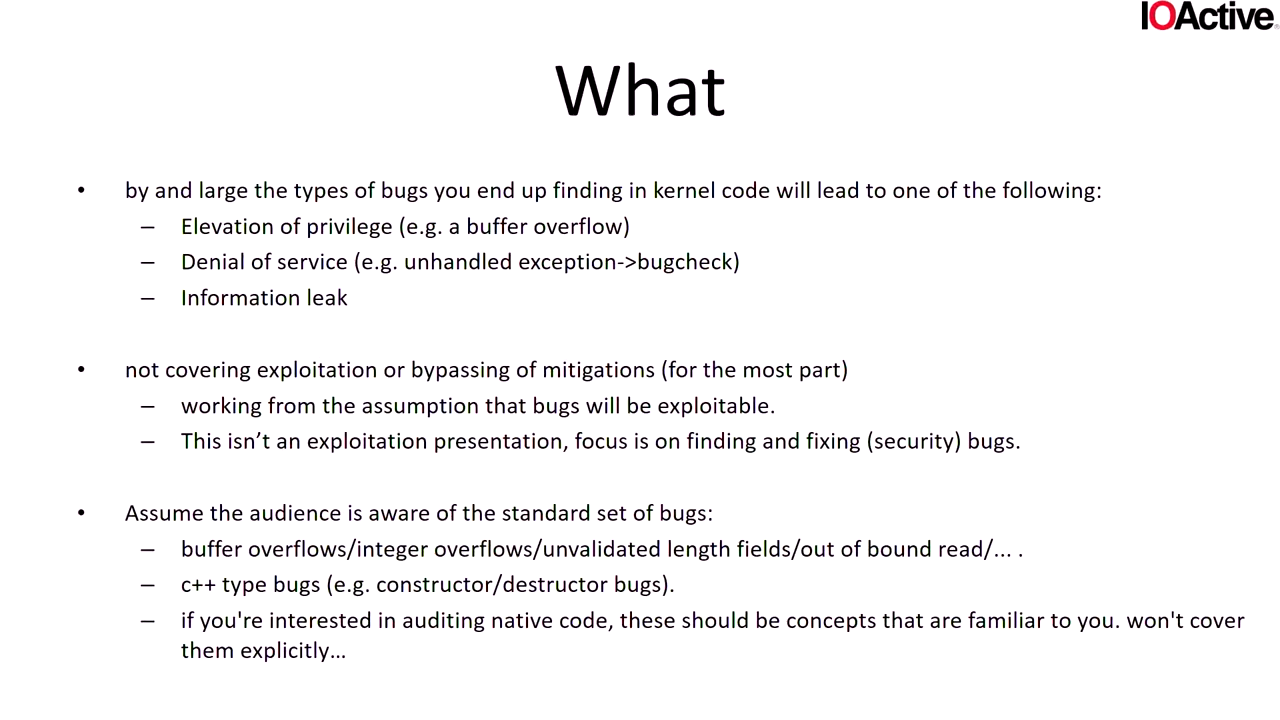 IOActive
What
• by and large the types of bugs you end up finding in kernel code will lead to one of the following:
– Elevation of privilege (e.g. a buffer overflow)
– Denial of service (e.g. unhandled exception->bugcheck)
– Information leak
• not covering exploitation or bypassing of mitigations (for the most part)
– working from the assumption that bugs will be exploitable.
– This isn’t an exploitation presentation, focus is on finding and fixing (security) bugs.
• Assume the audience is aware of the standard set of bugs:
– buffer overflows/integer overflows/unvalidated length fields/out of bound read/... .
– c++ type bugs (e.g. constructor/destructor bugs).
– if you're interested in auditing native code, these should be concepts that are familiar to you. won't cover
them explicitly…